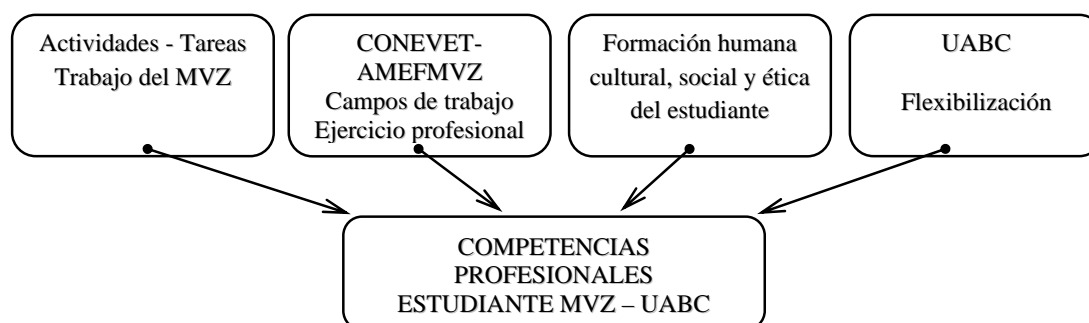 Actividades - Tareas
Trabajo del MVZ
CONEVET-
AMEFMVZ
Campos de trabajo
Ejercicio profesional
Formación humana
cultural, social y ética
del estudiante
UABC
Flexibilización
COMPETENCIAS
PROFESIONALES
ESTUDIANTE MVZ – UABC